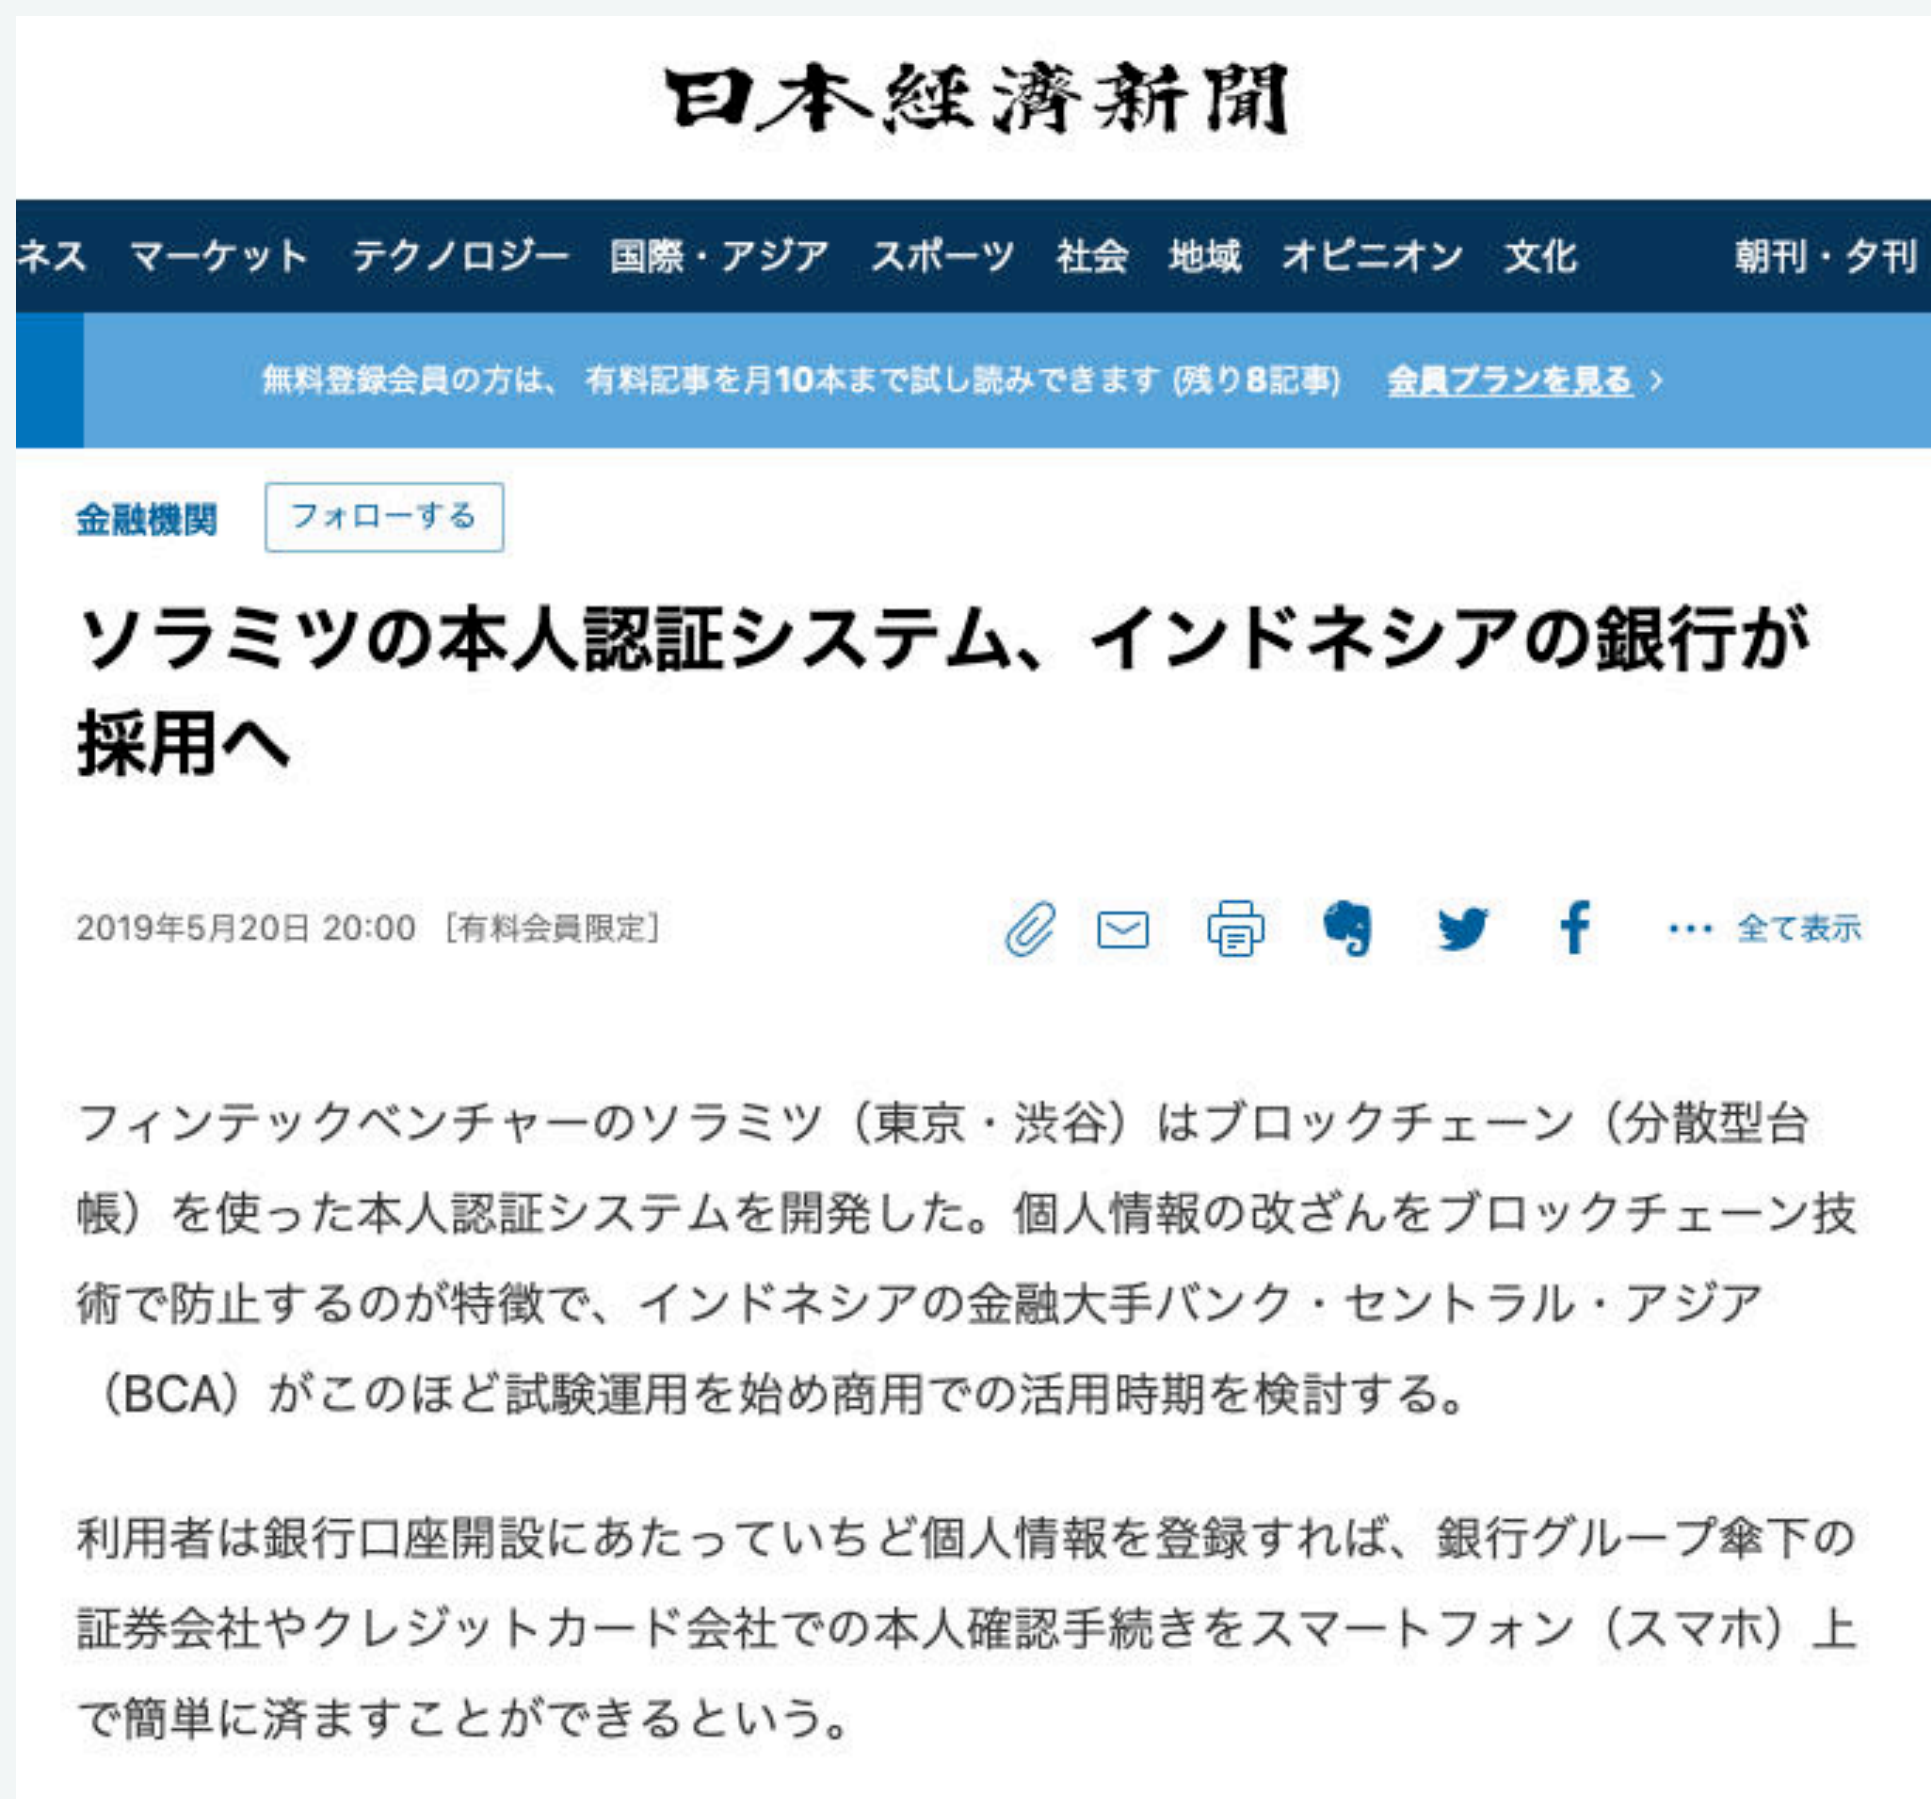 日本経済新聞
ネス マーケット テクノロジー 国際・アジア スポーツ 社会 地域 オピニオン 文化 朝刊・夕刊
無料登録会員の方は、 有料記事を月10本まで試し読みできます (残り8記事) 会員プランを見る >
金融機関 フォローする
ソラミツの本人認証システム、インドネシアの銀行が
採用へ
2019年5月20日 20:00 [有料会員限定] … 全て表示
フィンテックベンチャーのソラミツ（東京・渋谷）はブロックチェーン（分散型台
帳）を使った本人認証システムを開発した。個人情報の改ざんをブロックチェーン技
術で防止するのが特徴で、インドネシアの金融大手バンク・セントラル・アジア
（BCA）がこのほど試験運用を始め商用での活用時期を検討する。
利用者は銀行口座開設にあたっていちど個人情報を登録すれば、銀行グループ傘下の
証券会社やクレジットカード会社での本人確認手続きをスマートフォン（スマホ）上
で簡単に済ますことができるという。